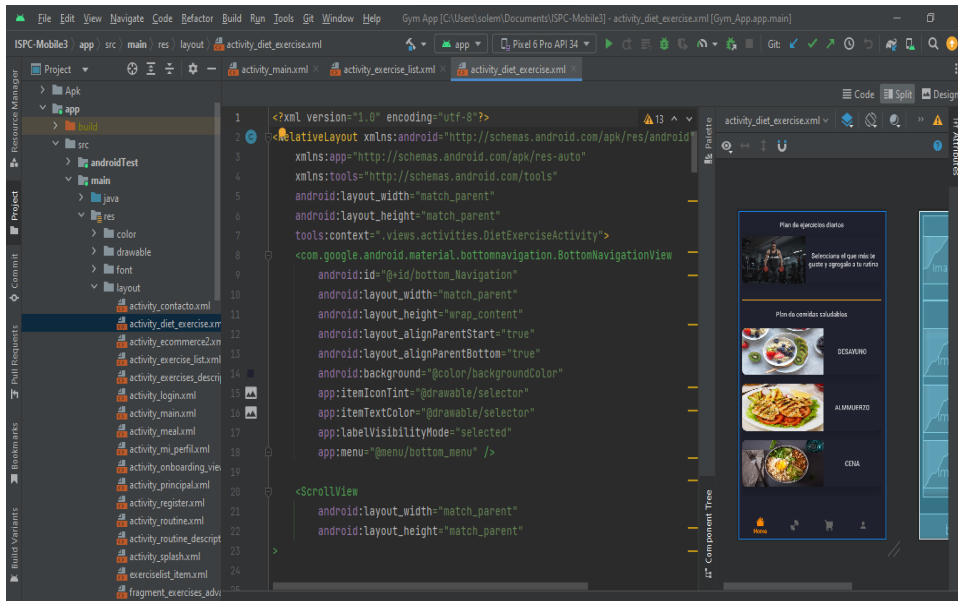 File Edit View Navigate Code Refactor Build Run Tools Git Window Help Gym App [C:\Users\solem\Documents\ISPC-Mobile3] - activity_diet_exercise.xml [Gym_App.app.main]
ISPC-Mobile3 app src main res layout activity_diet_exercise.xml app Pixel 6 Pro API 34 Git:
Project activity_main.xml activity_exercise_list.xml activity_diet_exercise.xml
Code Split Design
Resource Manager
Project
Commit
Pull Requests
Bookmarks
Build Variants
Apk
app
build
src
androidTest
main
java
res
color
drawable
font
layout
activity_contacto.xml
activity_diet_exercise.xm
activity_ecommerce2.xm
activity_exercise_list.xml
activity_exercises_descri
activity_login.xml
activity_main.xml
activity_meal.xml
activity_mi_perfil.xml
activity_onboarding_view
activity_principal.xml
activity_register.xml
activity_routine.xml
activity_routine_descript
activity_splash.xml
exerciselist_item.xml
fragment_exercises_adva
13
1 <?xml version="1.0" encoding="utf-8"?>
2 <RelativeLayout xmlns:android="http://schemas.android.com/apk/res/android"
3 xmlns:app="http://schemas.android.com/apk/res-auto"
4 xmlns:tools="http://schemas.android.com/tools"
5 android:layout_width="match_parent"
6 android:layout_height="match_parent"
7 tools:context=".views.activities.DietExerciseActivity">
8 <com.google.android.material.bottomnavigation.BottomNavigationView
9 android:id="@+id/bottom_Navigation"
10 android:layout_width="match_parent"
11 android:layout_height="wrap_content"
12 android:layout_alignParentStart="true"
13 android:layout_alignParentBottom="true"
14 android:background="@color/backgroundColor"
15 app:itemIconTint="@drawable/selector"
16 app:itemTextColor="@drawable/selector"
17 app:labelVisibilityMode="selected"
18 app:menu="@menu/bottom_menu" />
19
20 <ScrollView
21 android:layout_width="match_parent"
22 android:layout_height="match_parent"
23 >
24
Palette
Component Tree
activity_diet_exercise.xml
Attributes
Plan de ejercicios diarios
Selecciona el que más te
guste y agregalo a tu rutina
Plan de comidas saludables
DESAYUNO
ALMMUERZO
CENA
Home